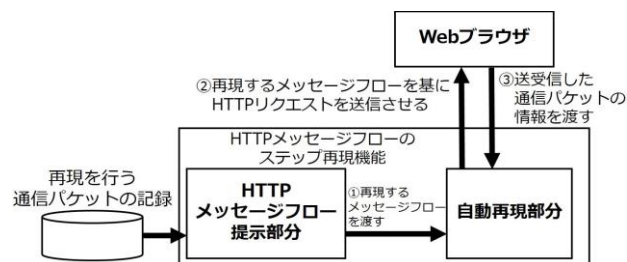 Webブラウザ
②再現するメッセージフローを基に
HTTPリクエストを送信させる
③送受信した
通信パケットの
情報を渡す
HTTPメッセージフローの
ステップ再現機能
再現を行う
通信パケットの記録
HTTP
メッセージフロー
提示部分
①再現する
メッセージフロー
を渡す
自動再現部分